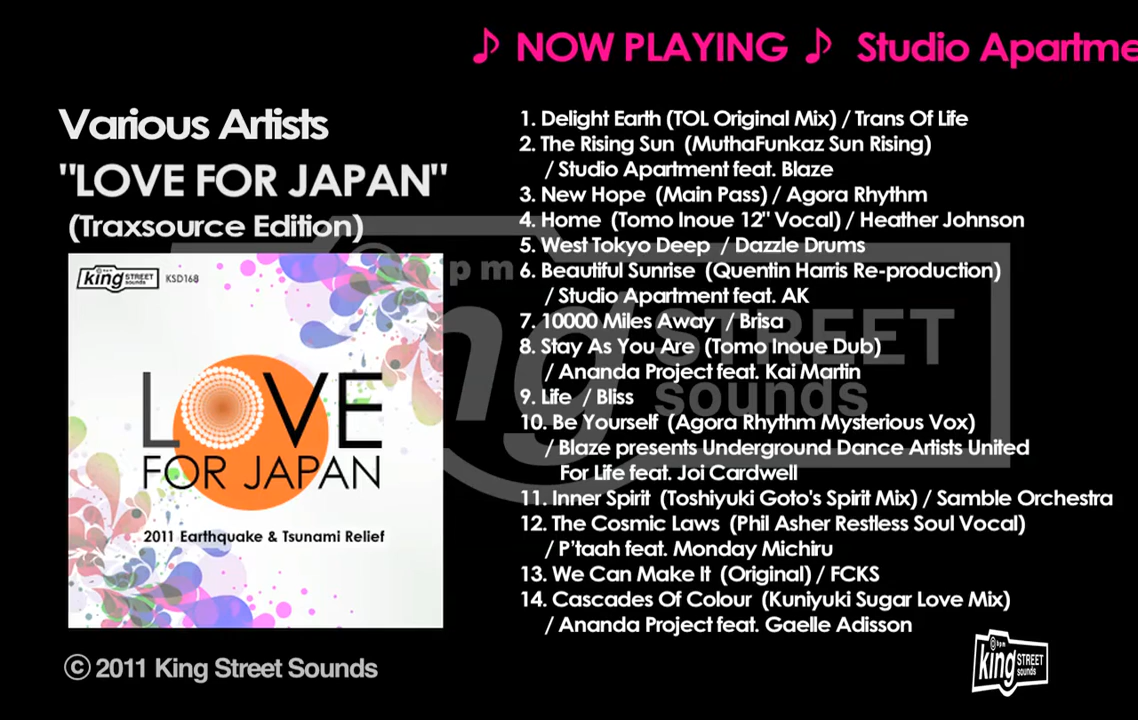 ♪ NOW PLAYING ♪ Studio Apartme
Various Artists
"LOVE FOR JAPAN"
(Traxsource Edition)
king STREET sounds
KSD168
LOVE
FOR JAPAN
2011 Earthquake & Tsunami Relief
© 2011 King Street Sounds
1. Delight Earth (TOL Original Mix) / Trans Of Life
2. The Rising Sun (MuthaFunkaz Sun Rising)
/ Studio Apartment feat. Blaze
3. New Hope (Main Pass) / Agora Rhythm
4. Home (Tomo Inoue 12" Vocal) / Heather Johnson
5. West Tokyo Deep / Dazzle Drums
6. Beautiful Sunrise (Quentin Harris Re-production)
/ Studio Apartment feat. AK
7. 10000 Miles Away / Brisa
8. Stay As You Are (Tomo Inoue Dub)
/ Ananda Project feat. Kai Martin
9. Life / Bliss
10. Be Yourself (Agora Rhythm Mysterious Vox)
/ Blaze presents Underground Dance Artists United
For Life feat. Joi Cardwell
11. Inner Spirit (Toshiyuki Goto's Spirit Mix) / Samble Orchestra
12. The Cosmic Laws (Phil Asher Restless Soul Vocal)
/ P'taah feat. Monday Michiru
13. We Can Make It (Original) / FCKS
14. Cascades Of Colour (Kuniyuki Sugar Love Mix)
/ Ananda Project feat. Gaelle Adisson
bpm
king STREET
sounds
bpm
king STREET
sounds